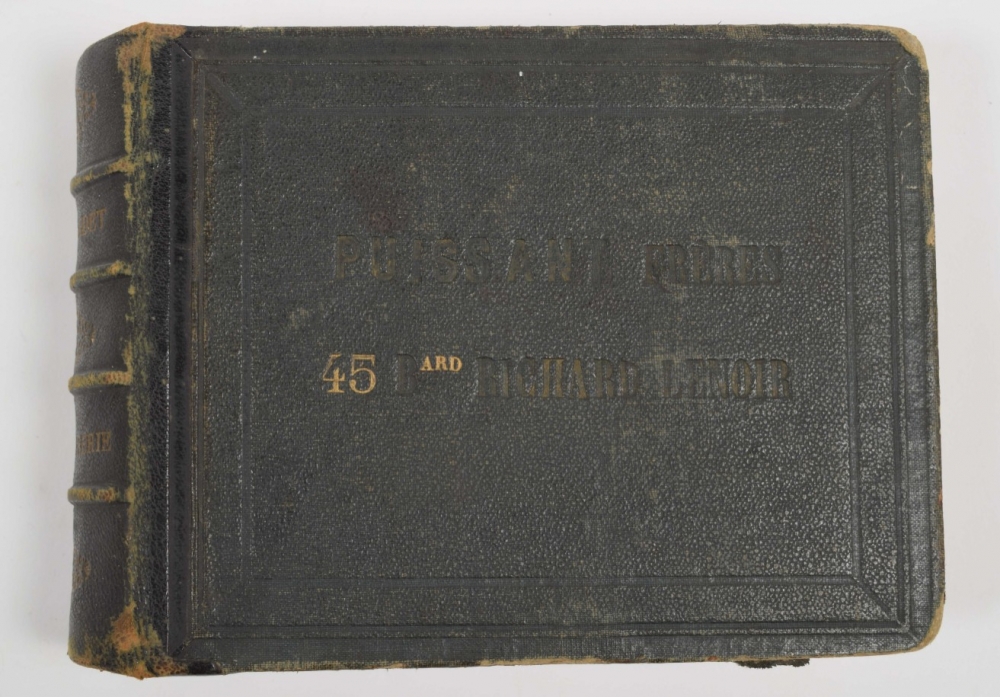 PUISSANT FRÈRES
45 BARD RICHARD LENOIR